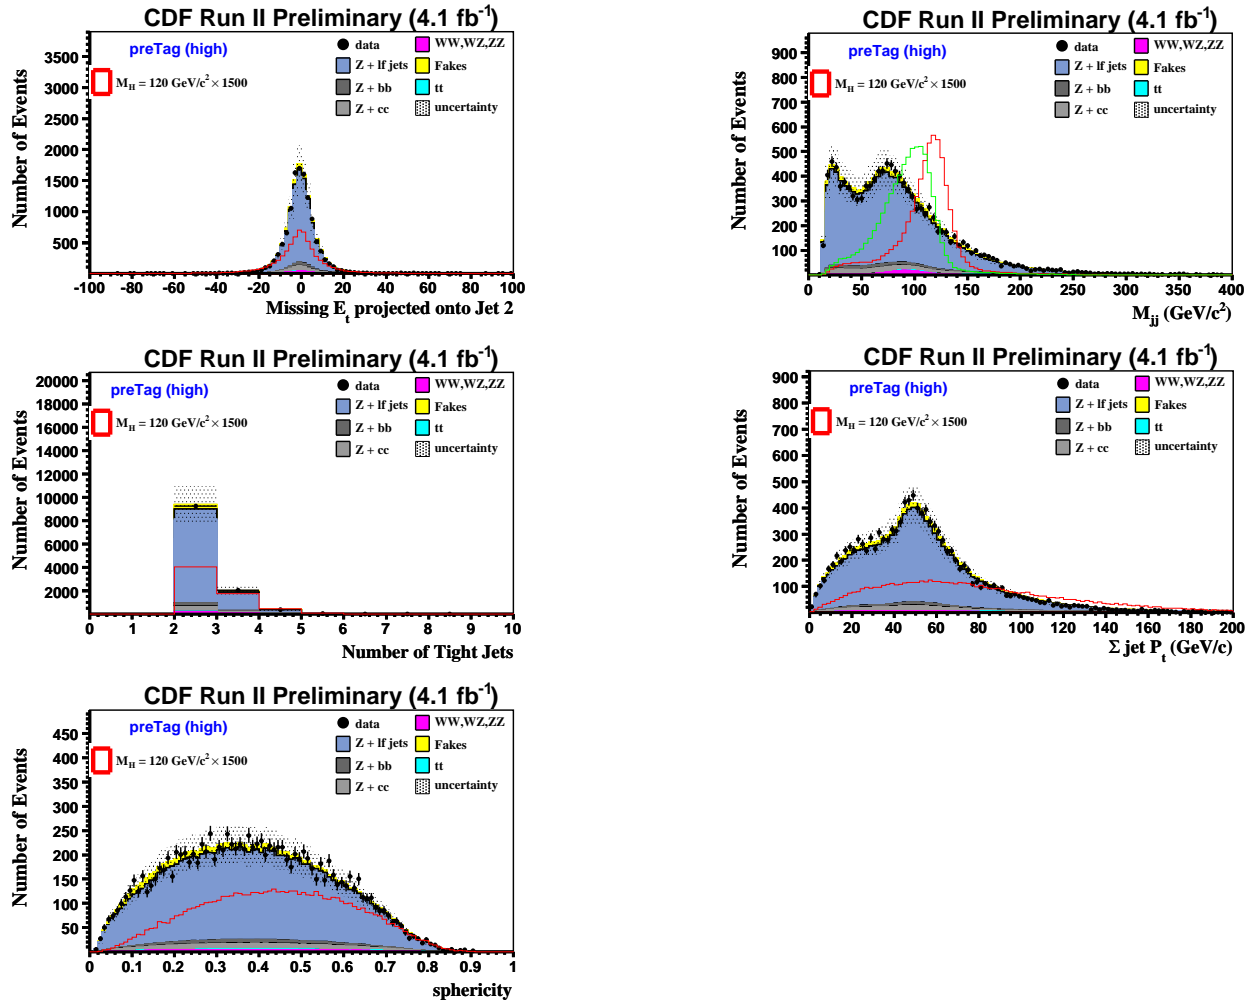 CDF Run II Preliminary (4.1 fb-1)
preTag (high)
MH = 120 GeV/c2 × 1500
data
Z + lf jets
Z + bb
Z + cc
WW,WZ,ZZ
Fakes
tt
uncertainty
Number of Events
3500
3000
2500
2000
1500
1000
500
-100 -80 -60 -40 -20 0 20 40 60 80 100
Missing Et projected onto Jet 2
CDF Run II Preliminary (4.1 fb-1)
preTag (high)
MH = 120 GeV/c2 × 1500
data
Z + lf jets
Z + bb
Z + cc
WW,WZ,ZZ
Fakes
tt
uncertainty
Number of Events
900
800
700
600
500
400
300
200
100
0 50 100 150 200 250 300 350 400
Mjj (GeV/c2)
CDF Run II Preliminary (4.1 fb-1)
preTag (high)
MH = 120 GeV/c2 × 1500
data
Z + lf jets
Z + bb
Z + cc
WW,WZ,ZZ
Fakes
tt
uncertainty
Number of Events
20000
18000
16000
14000
12000
10000
8000
6000
4000
2000
0 1 2 3 4 5 6 7 8 9 10
Number of Tight Jets
CDF Run II Preliminary (4.1 fb-1)
preTag (high)
MH = 120 GeV/c2 × 1500
data
Z + lf jets
Z + bb
Z + cc
WW,WZ,ZZ
Fakes
tt
uncertainty
Number of Events
900
800
700
600
500
400
300
200
100
0 20 40 60 80 100 120 140 160 180 200
Σ jet Pt (GeV/c)
CDF Run II Preliminary (4.1 fb-1)
preTag (high)
MH = 120 GeV/c2 × 1500
data
Z + lf jets
Z + bb
Z + cc
WW,WZ,ZZ
Fakes
tt
uncertainty
Number of Events
450
400
350
300
250
200
150
100
50
0 0.1 0.2 0.3 0.4 0.5 0.6 0.7 0.8 0.9 1
sphericity